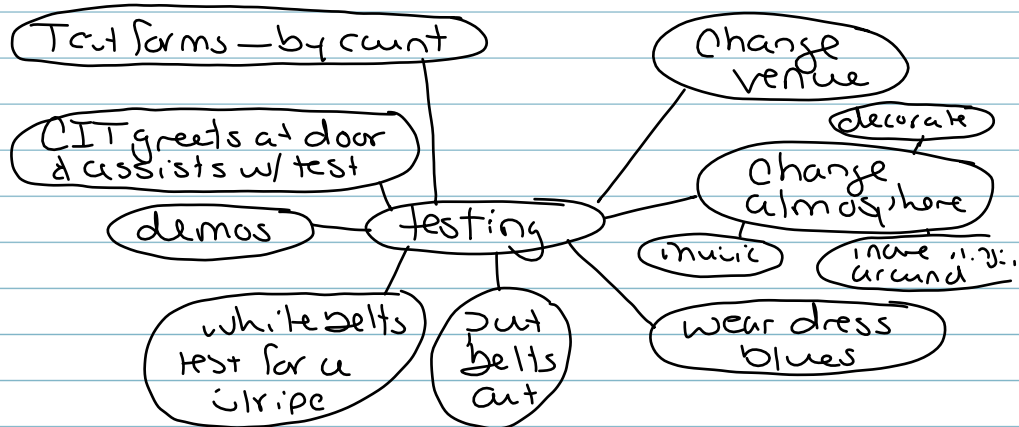 Test forms — by count
Change
venue
decorate
CIT greets at door
& assists w/ test
Change
atmosphere
testing
demos
music
move
around
white belts
test for a
stripe
put
belts
out
wear dress
blues